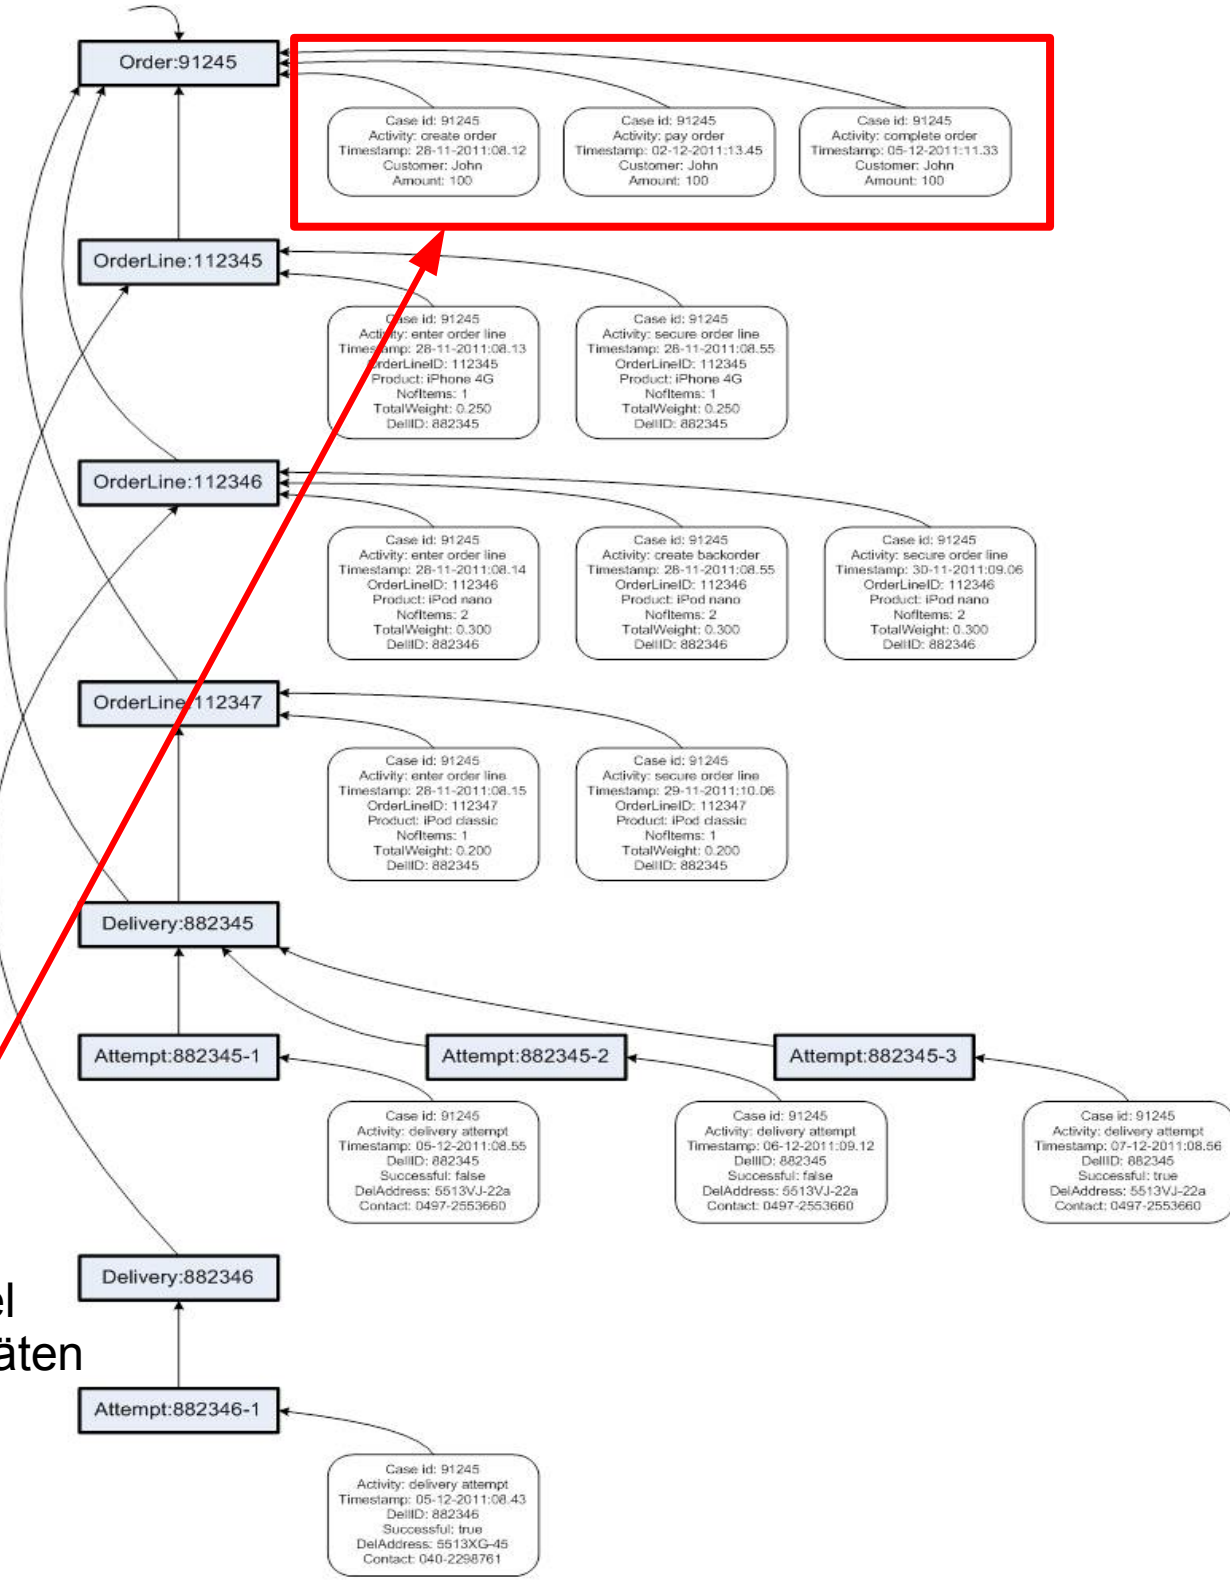 Order:91245
Case id: 91245
Activity: create order
Timestamp: 28-11-2011:08.12
Customer: John
Amount: 100
Case id: 91245
Activity: pay order
Timestamp: 02-12-2011:13.45
Customer: John
Amount: 100
Case id: 91245
Activity: complete order
Timestamp: 05-12-2011:11.33
Customer: John
Amount: 100
OrderLine:112345
Case id: 91245
Activity: enter order line
Timestamp: 28-11-2011:08.13
OrderLineID: 112345
Product: iPhone 4G
NofItems: 1
TotalWeight: 0.250
DellID: 882345
Case id: 91245
Activity: secure order line
Timestamp: 28-11-2011:08.55
OrderLineID: 112345
Product: iPhone 4G
NofItems: 1
TotalWeight: 0.250
DellID: 882345
OrderLine:112346
Case id: 91245
Activity: enter order line
Timestamp: 28-11-2011:08.14
OrderLineID: 112346
Product: iPod nano
NofItems: 2
TotalWeight: 0.300
DellID: 882346
Case id: 91245
Activity: create backorder
Timestamp: 28-11-2011:08.55
OrderLineID: 112346
Product: iPod nano
NofItems: 2
TotalWeight: 0.300
DellID: 882346
Case id: 91245
Activity: secure order line
Timestamp: 30-11-2011:09.06
OrderLineID: 112346
Product: iPod nano
NofItems: 2
TotalWeight: 0.300
DellID: 882346
OrderLine:112347
Case id: 91245
Activity: enter order line
Timestamp: 28-11-2011:08.15
OrderLineID: 112347
Product: iPod classic
NofItems: 1
TotalWeight: 0.200
DellID: 882345
Case id: 91245
Activity: secure order line
Timestamp: 29-11-2011:10.06
OrderLineID: 112347
Product: iPod classic
NofItems: 1
TotalWeight: 0.200
DellID: 882345
Delivery:882345
Attempt:882345-1
Attempt:882345-2
Attempt:882345-3
Case id: 91245
Activity: delivery attempt
Timestamp: 05-12-2011:08.55
DellID: 882345
Successful: false
DelAddress: 5513VJ-22a
Contact: 0497-2553660
Case id: 91245
Activity: delivery attempt
Timestamp: 06-12-2011:09.12
DellID: 882345
Successful: false
DelAddress: 5513VJ-22a
Contact: 0497-2553660
Case id: 91245
Activity: delivery attempt
Timestamp: 07-12-2011:08.56
DellID: 882345
Successful: true
DelAddress: 5513VJ-22a
Contact: 0497-2553660
Delivery:882346
el
äten
Attempt:882346-1
Case id: 91245
Activity: delivery attempt
Timestamp: 05-12-2011:08.43
DellID: 882346
Successful: true
DelAddress: 5513XG-45
Contact: 040-2298761